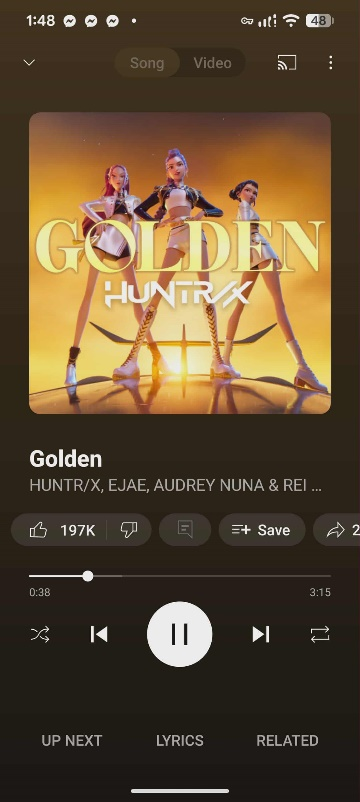 1:48
48
Song Video
GOLDEN
HUNTR/X
Golden
HUNTR/X, EJAE, AUDREY NUNA & REI ...
197K
Save
2
0:38
3:15
UP NEXT
LYRICS
RELATED